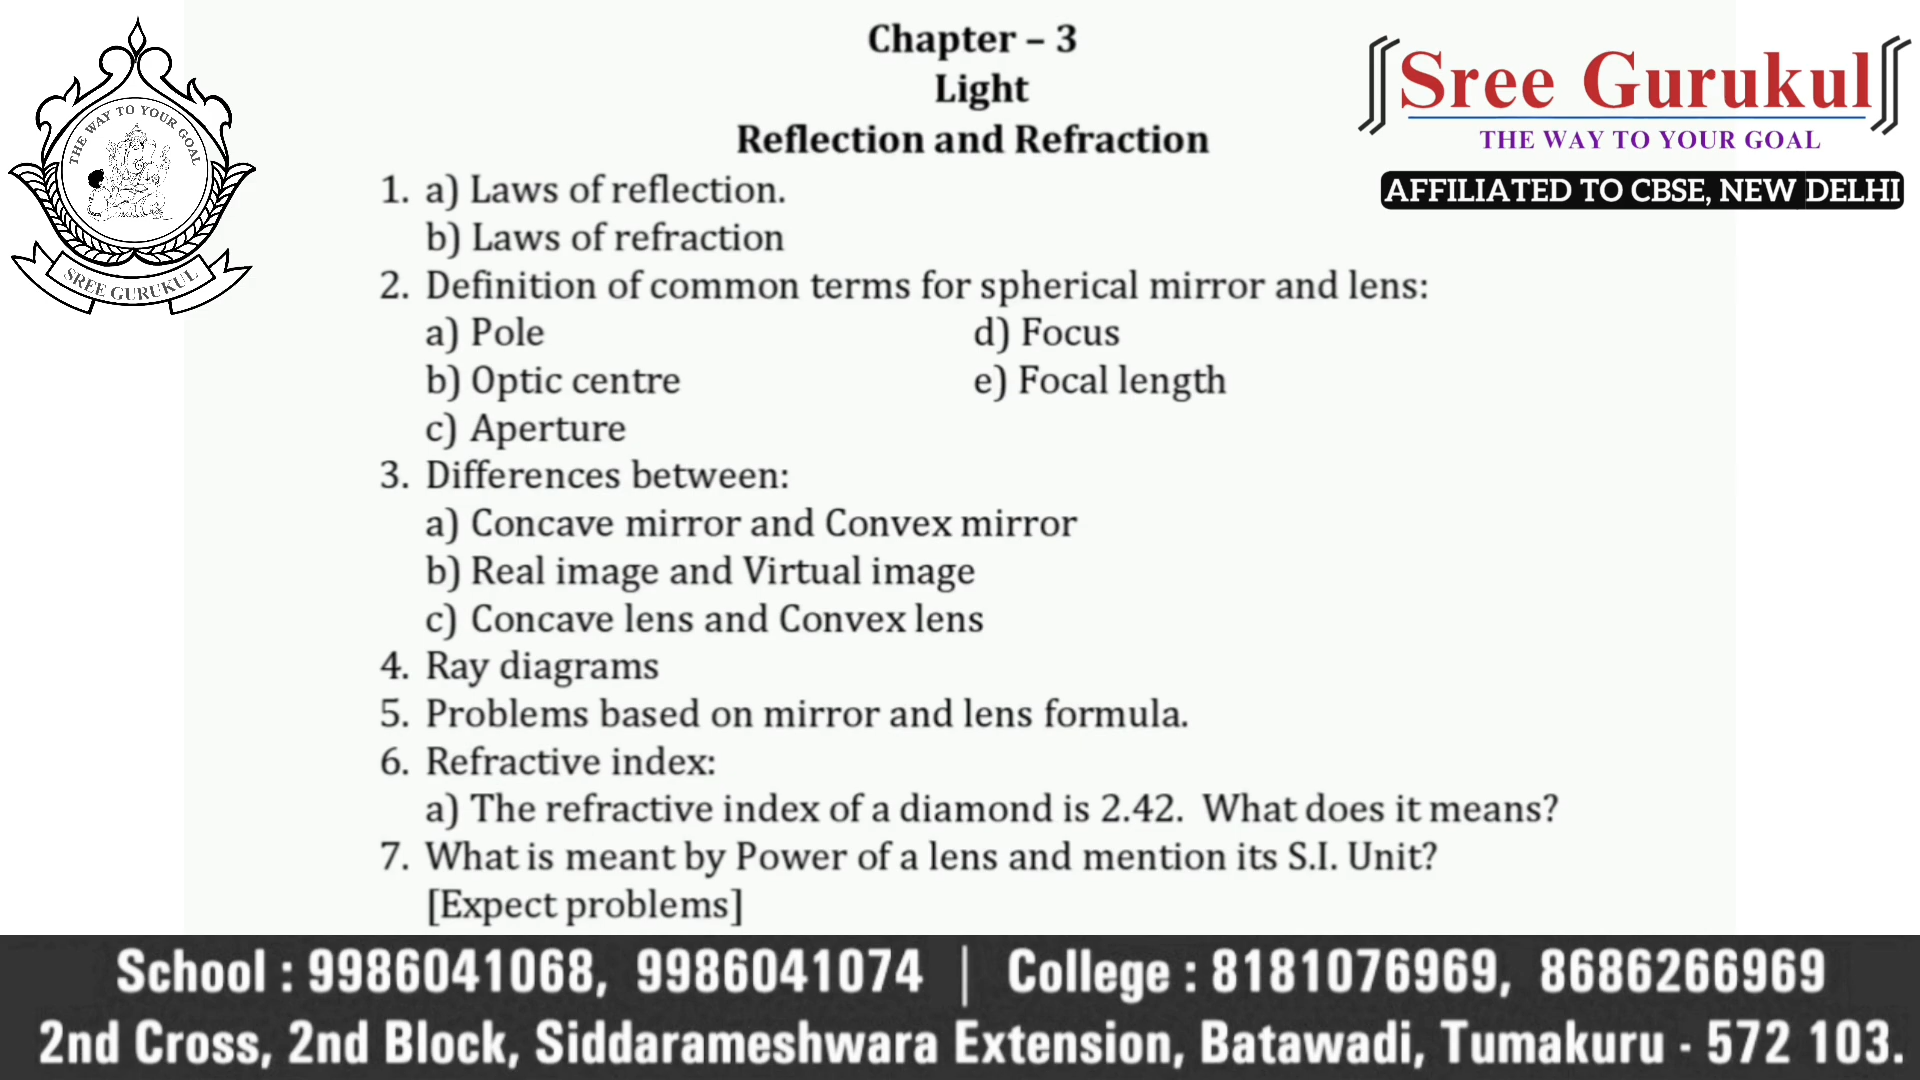 THE WAY TO YOUR GOAL
SREE GURUKUL
Chapter – 3
Light
Reflection and Refraction
Sree Gurukul
THE WAY TO YOUR GOAL
AFFILIATED TO CBSE, NEW DELHI
1. a) Laws of reflection.
b) Laws of refraction
2. Definition of common terms for spherical mirror and lens:
a) Pole d) Focus
b) Optic centre e) Focal length
c) Aperture
3. Differences between:
a) Concave mirror and Convex mirror
b) Real image and Virtual image
c) Concave lens and Convex lens
4. Ray diagrams
5. Problems based on mirror and lens formula.
6. Refractive index:
a) The refractive index of a diamond is 2.42. What does it means?
7. What is meant by Power of a lens and mention its S.I. Unit?
[Expect problems]
School : 9986041068, 9986041074 | College : 8181076969, 8686266969
2nd Cross, 2nd Block, Siddarameshwara Extension, Batawadi, Tumakuru - 572 103.